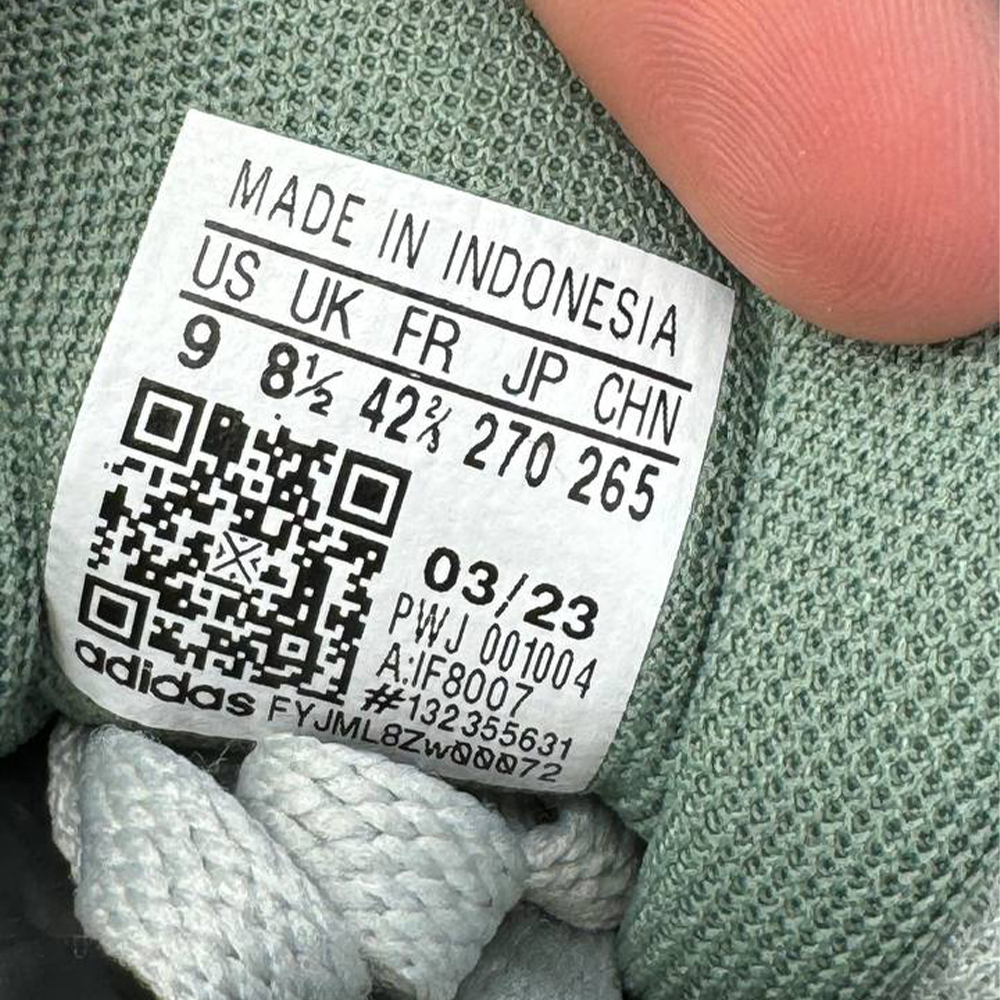 MADE IN INDONESIA
US UK FR JP CHN
9 8½ 42⅔ 270 265
03/23
PWJ 001004
A:IF8007
#132355631
adidas FYJML8ZwQQQ72